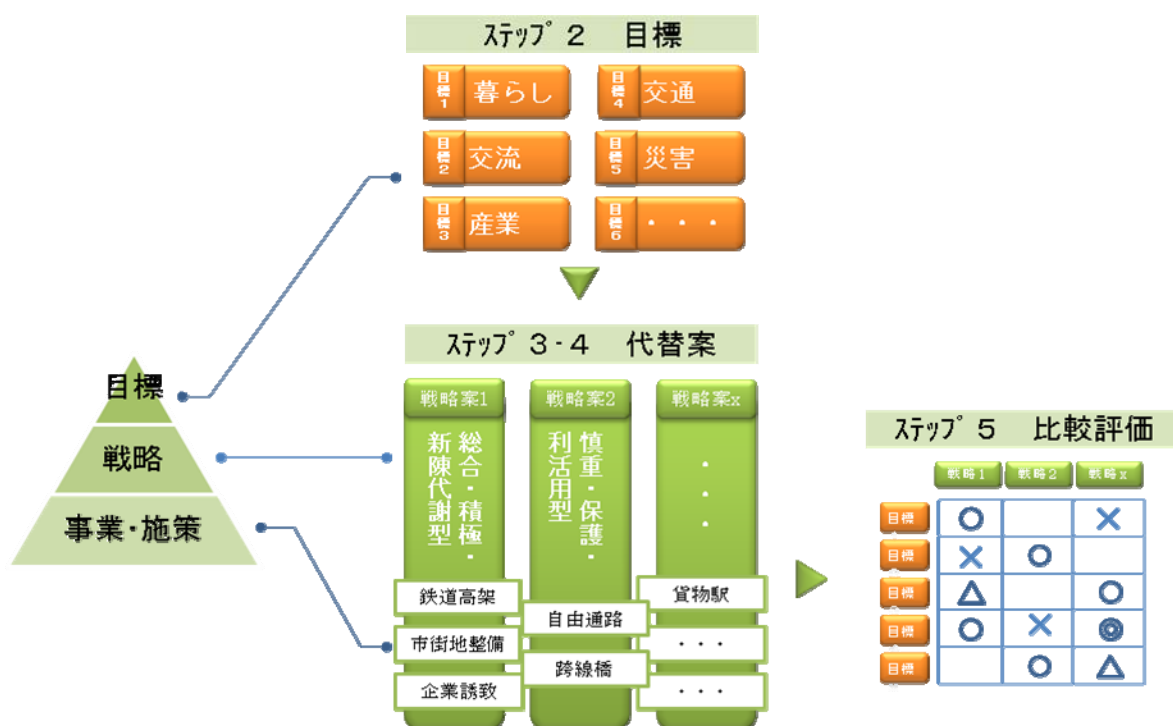 ステップ 2 目標
目標1 暮らし
目標4 交通
目標2 交流
目標5 災害
目標3 産業
目標6 ・・・
ステップ 3-4 代替案
目標
戦略
事業・施策
戦略案1
戦略案2
戦略案x
総合・積極・
新陳代謝型
慎重・保護・
利活用型
・・・
鉄道高架
市街地整備
企業誘致
自由通路
跨線橋
貨物駅
・・・
・・・
ステップ 5 比較評価
戦略1
戦略2
戦略x
目標 ○ ×
目標 × ○
目標 △ ○
目標 ○ × ◎
目標 ○ △